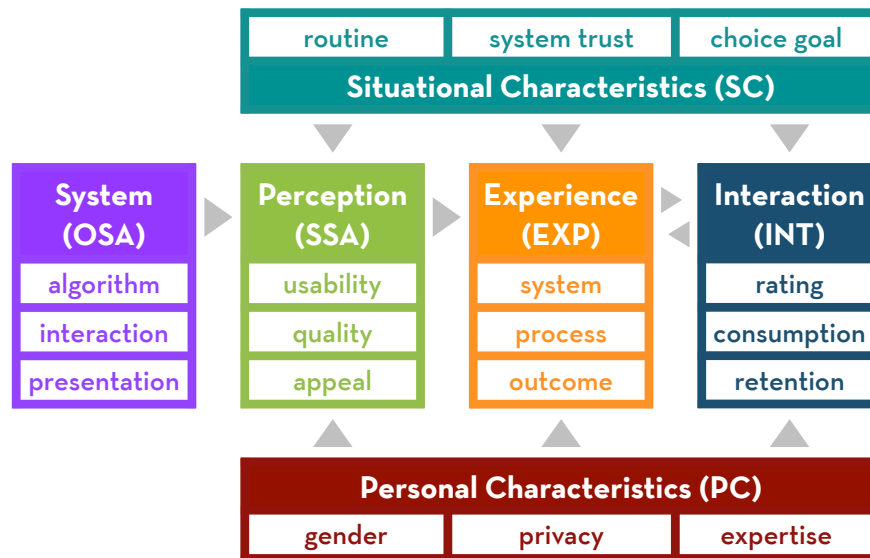 routine
system trust
choice goal
Situational Characteristics (SC)
System
(OSA)
algorithm
interaction
presentation
Perception
(SSA)
usability
quality
appeal
Experience
(EXP)
system
process
outcome
Interaction
(INT)
rating
consumption
retention
Personal Characteristics (PC)
gender
privacy
expertise